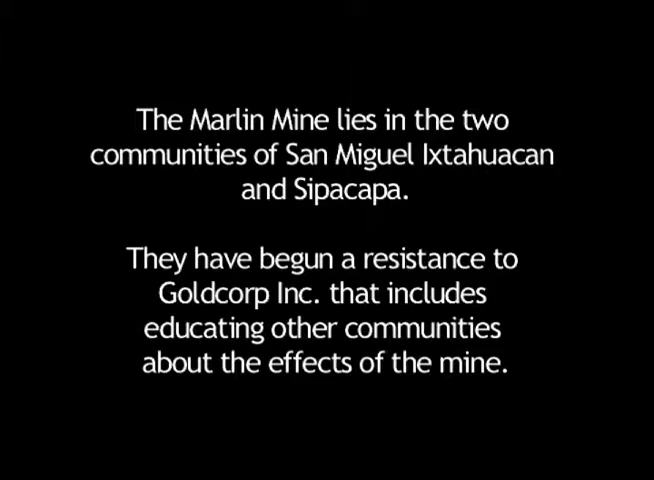 The Marlin Mine lies in the two
communities of San Miguel Ixtahuacan
and Sipacapa.
They have begun a resistance to
Goldcorp Inc. that includes
educating other communities
about the effects of the mine.